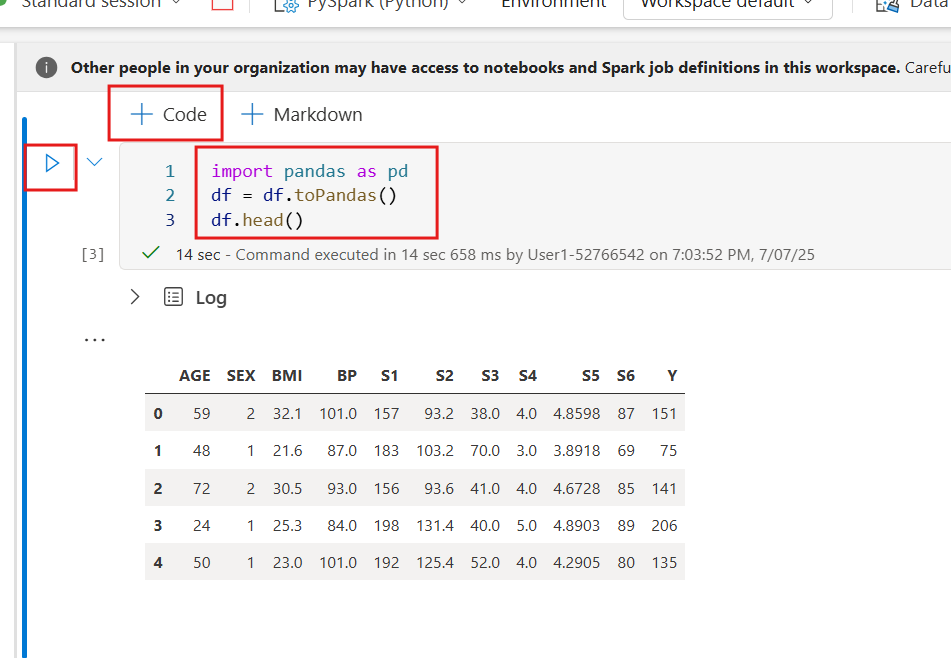 Standard session PySpark (Python) Environment Workspace default Data
Other people in your organization may have access to notebooks and Spark job definitions in this workspace. Carefu
+ Code + Markdown
1 import pandas as pd
2 df = df.toPandas()
3 df.head()
[3] 14 sec - Command executed in 14 sec 658 ms by User1-52766542 on 7:03:52 PM, 7/07/25
Log
...
AGE SEX BMI BP S1 S2 S3 S4 S5 S6 Y
0 59 2 32.1 101.0 157 93.2 38.0 4.0 4.8598 87 151
1 48 1 21.6 87.0 183 103.2 70.0 3.0 3.8918 69 75
2 72 2 30.5 93.0 156 93.6 41.0 4.0 4.6728 85 141
3 24 1 25.3 84.0 198 131.4 40.0 5.0 4.8903 89 206
4 50 1 23.0 101.0 192 125.4 52.0 4.0 4.2905 80 135